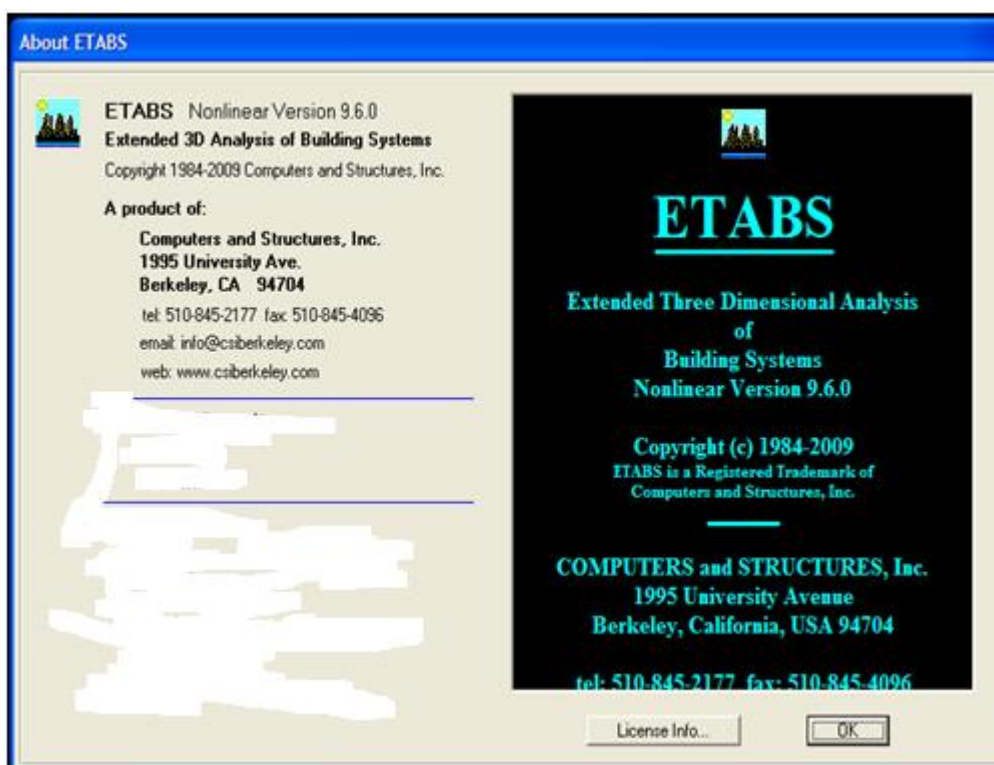 About ETABS
ETABS Nonlinear Version 9.6.0
Extended 3D Analysis of Building Systems
Copyright 1984-2009 Computers and Structures, Inc.
A product of:
Computers and Structures, Inc.
1995 University Ave.
Berkeley, CA 94704
tel: 510-845-2177 fax: 510-845-4096
email: info@csiberkeley.com
web: www.csiberkeley.com
ETABS
Extended Three Dimensional Analysis
of
Building Systems
Nonlinear Version 9.6.0
Copyright (c) 1984-2009
ETABS is a Registered Trademark of
Computers and Structures, Inc.
COMPUTERS and STRUCTURES, Inc.
1995 University Avenue
Berkeley, California, USA 94704
tel: 510-845-2177 fax: 510-845-4096
License Info...
OK